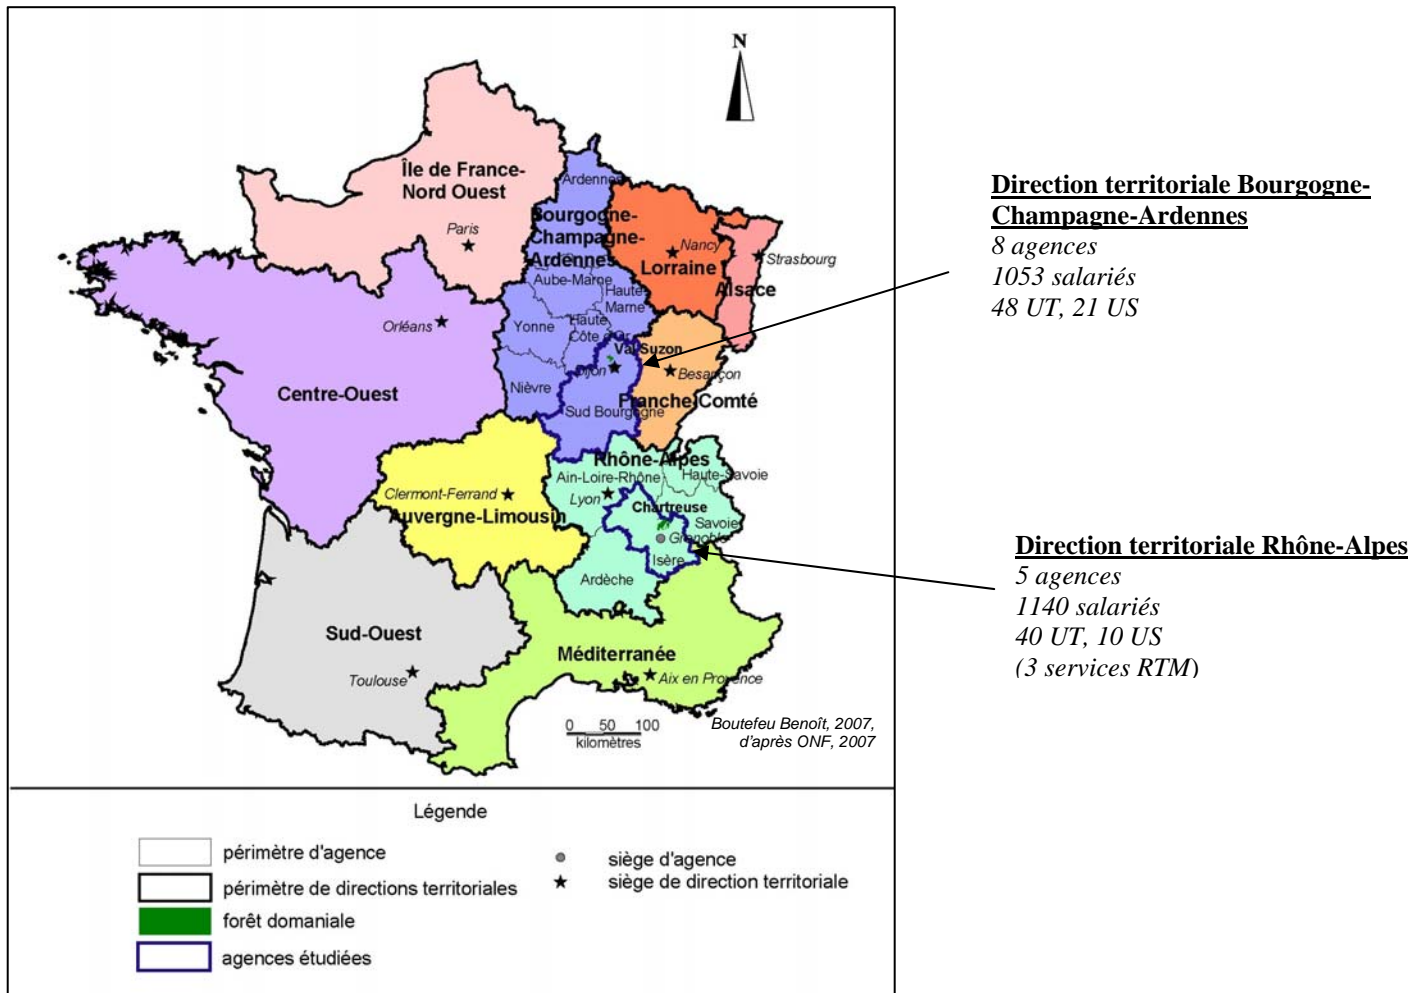 N
Île de France-
Nord Ouest
Paris
Ardennes
Bourgogne-
Champagne-
Ardennes
Aube-Marne
Haute
Marne
Nancy
Lorraine
Strasbourg
Alsace
Orléans
Yonne
Haute
Côte d'Or
Val Suzon
Dijon
Besançon
Centre-Ouest
Nièvre
Sud Bourgogne
Franche-Comté
Rhône-Alpes
Ain-Loire-Rhône
Haute-Savoie
Clermont-Ferrand
Lyon
Chartreuse
Auvergne-Limousin
Savoie
Grenoble
Isère
Ardèche
Sud-Ouest
Toulouse
Méditerranée
Aix en Provence
0 50 100
kilomètres
Boutefeu Benoît, 2007,
d'après ONF, 2007
Direction territoriale Bourgogne-
Champagne-Ardennes
8 agences
1053 salariés
48 UT, 21 US
Direction territoriale Rhône-Alpes
5 agences
1140 salariés
40 UT, 10 US
(3 services RTM)
Légende
périmètre d'agence
périmètre de directions territoriales
forêt domaniale
agences étudiées
siège d'agence
siège de direction territoriale